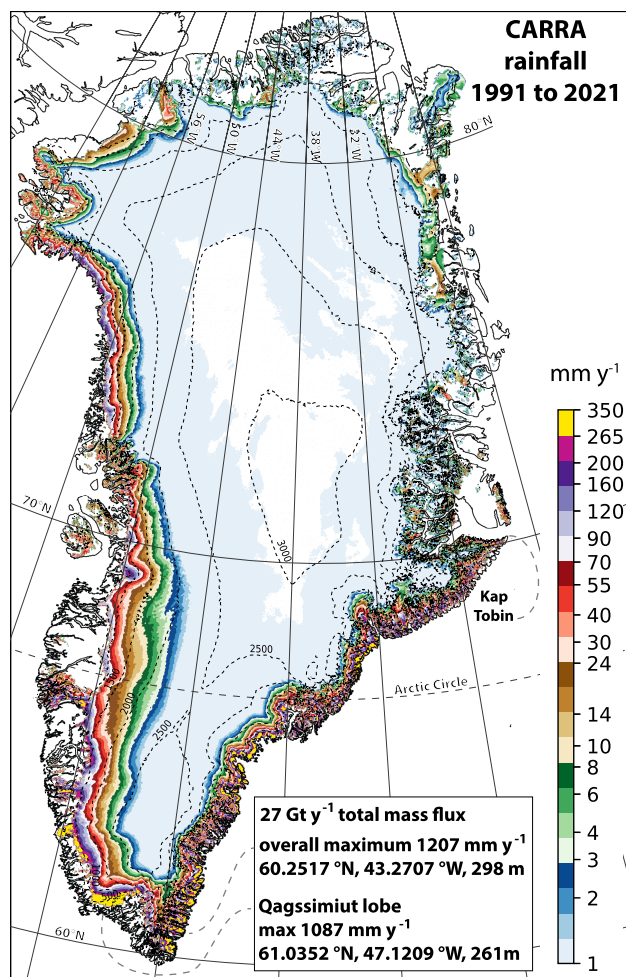 CARRA
rainfall
1991 to 2021
56°W
50°W
44°W
38°W
32°W
80°N
mm y-1
350
265
200
160
120
90
70
55
40
30
24
14
10
8
6
4
3
2
1
70°N
3000
Kap
Tobin
2500
Arctic Circle
2000
2500
27 Gt y-1 total mass flux
overall maximum 1207 mm y-1
60.2517 °N, 43.2707 °W, 298 m
Qagssimiut lobe
max 1087 mm y-1
61.0352 °N, 47.1209 °W, 261m
60°N